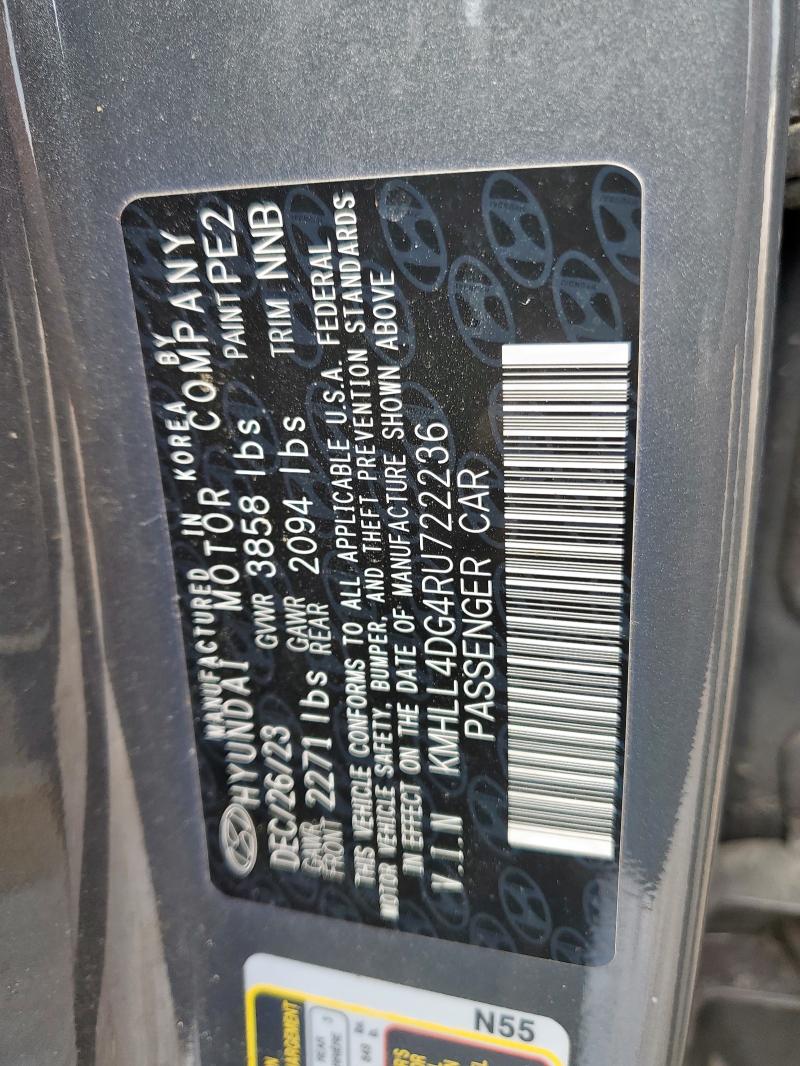 MANUFACTURED IN KOREA BY
HYUNDAI MOTOR COMPANY
DEC/26/23 GVWR 3858 lbs PAINT PE2
GAWR FRONT 2271 lbs GAWR REAR 2094 lbs TRIM NNB
THIS VEHICLE CONFORMS TO ALL APPLICABLE U.S.A. FEDERAL
MOTOR VEHICLE SAFETY, BUMPER, AND THEFT PREVENTION STANDARDS
IN EFFECT ON THE DATE OF MANUFACTURE SHOWN ABOVE
V.I.N KMHLL4DG4RU722236
PASSENGER CAR
N55